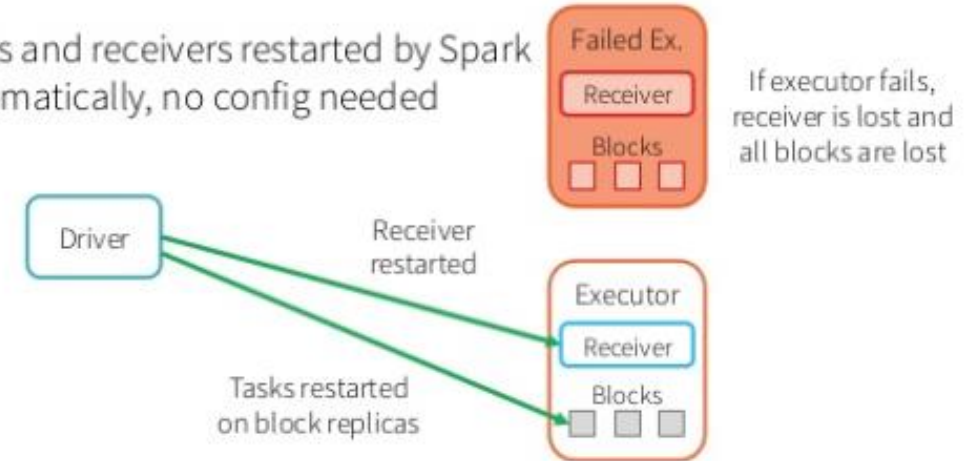 s and receivers restarted by Spark
matically, no config needed
Failed Ex.
Receiver
Blocks
If executor fails,
receiver is lost and
all blocks are lost
Driver
Receiver
restarted
Executor
Receiver
Blocks
Tasks restarted
on block replicas